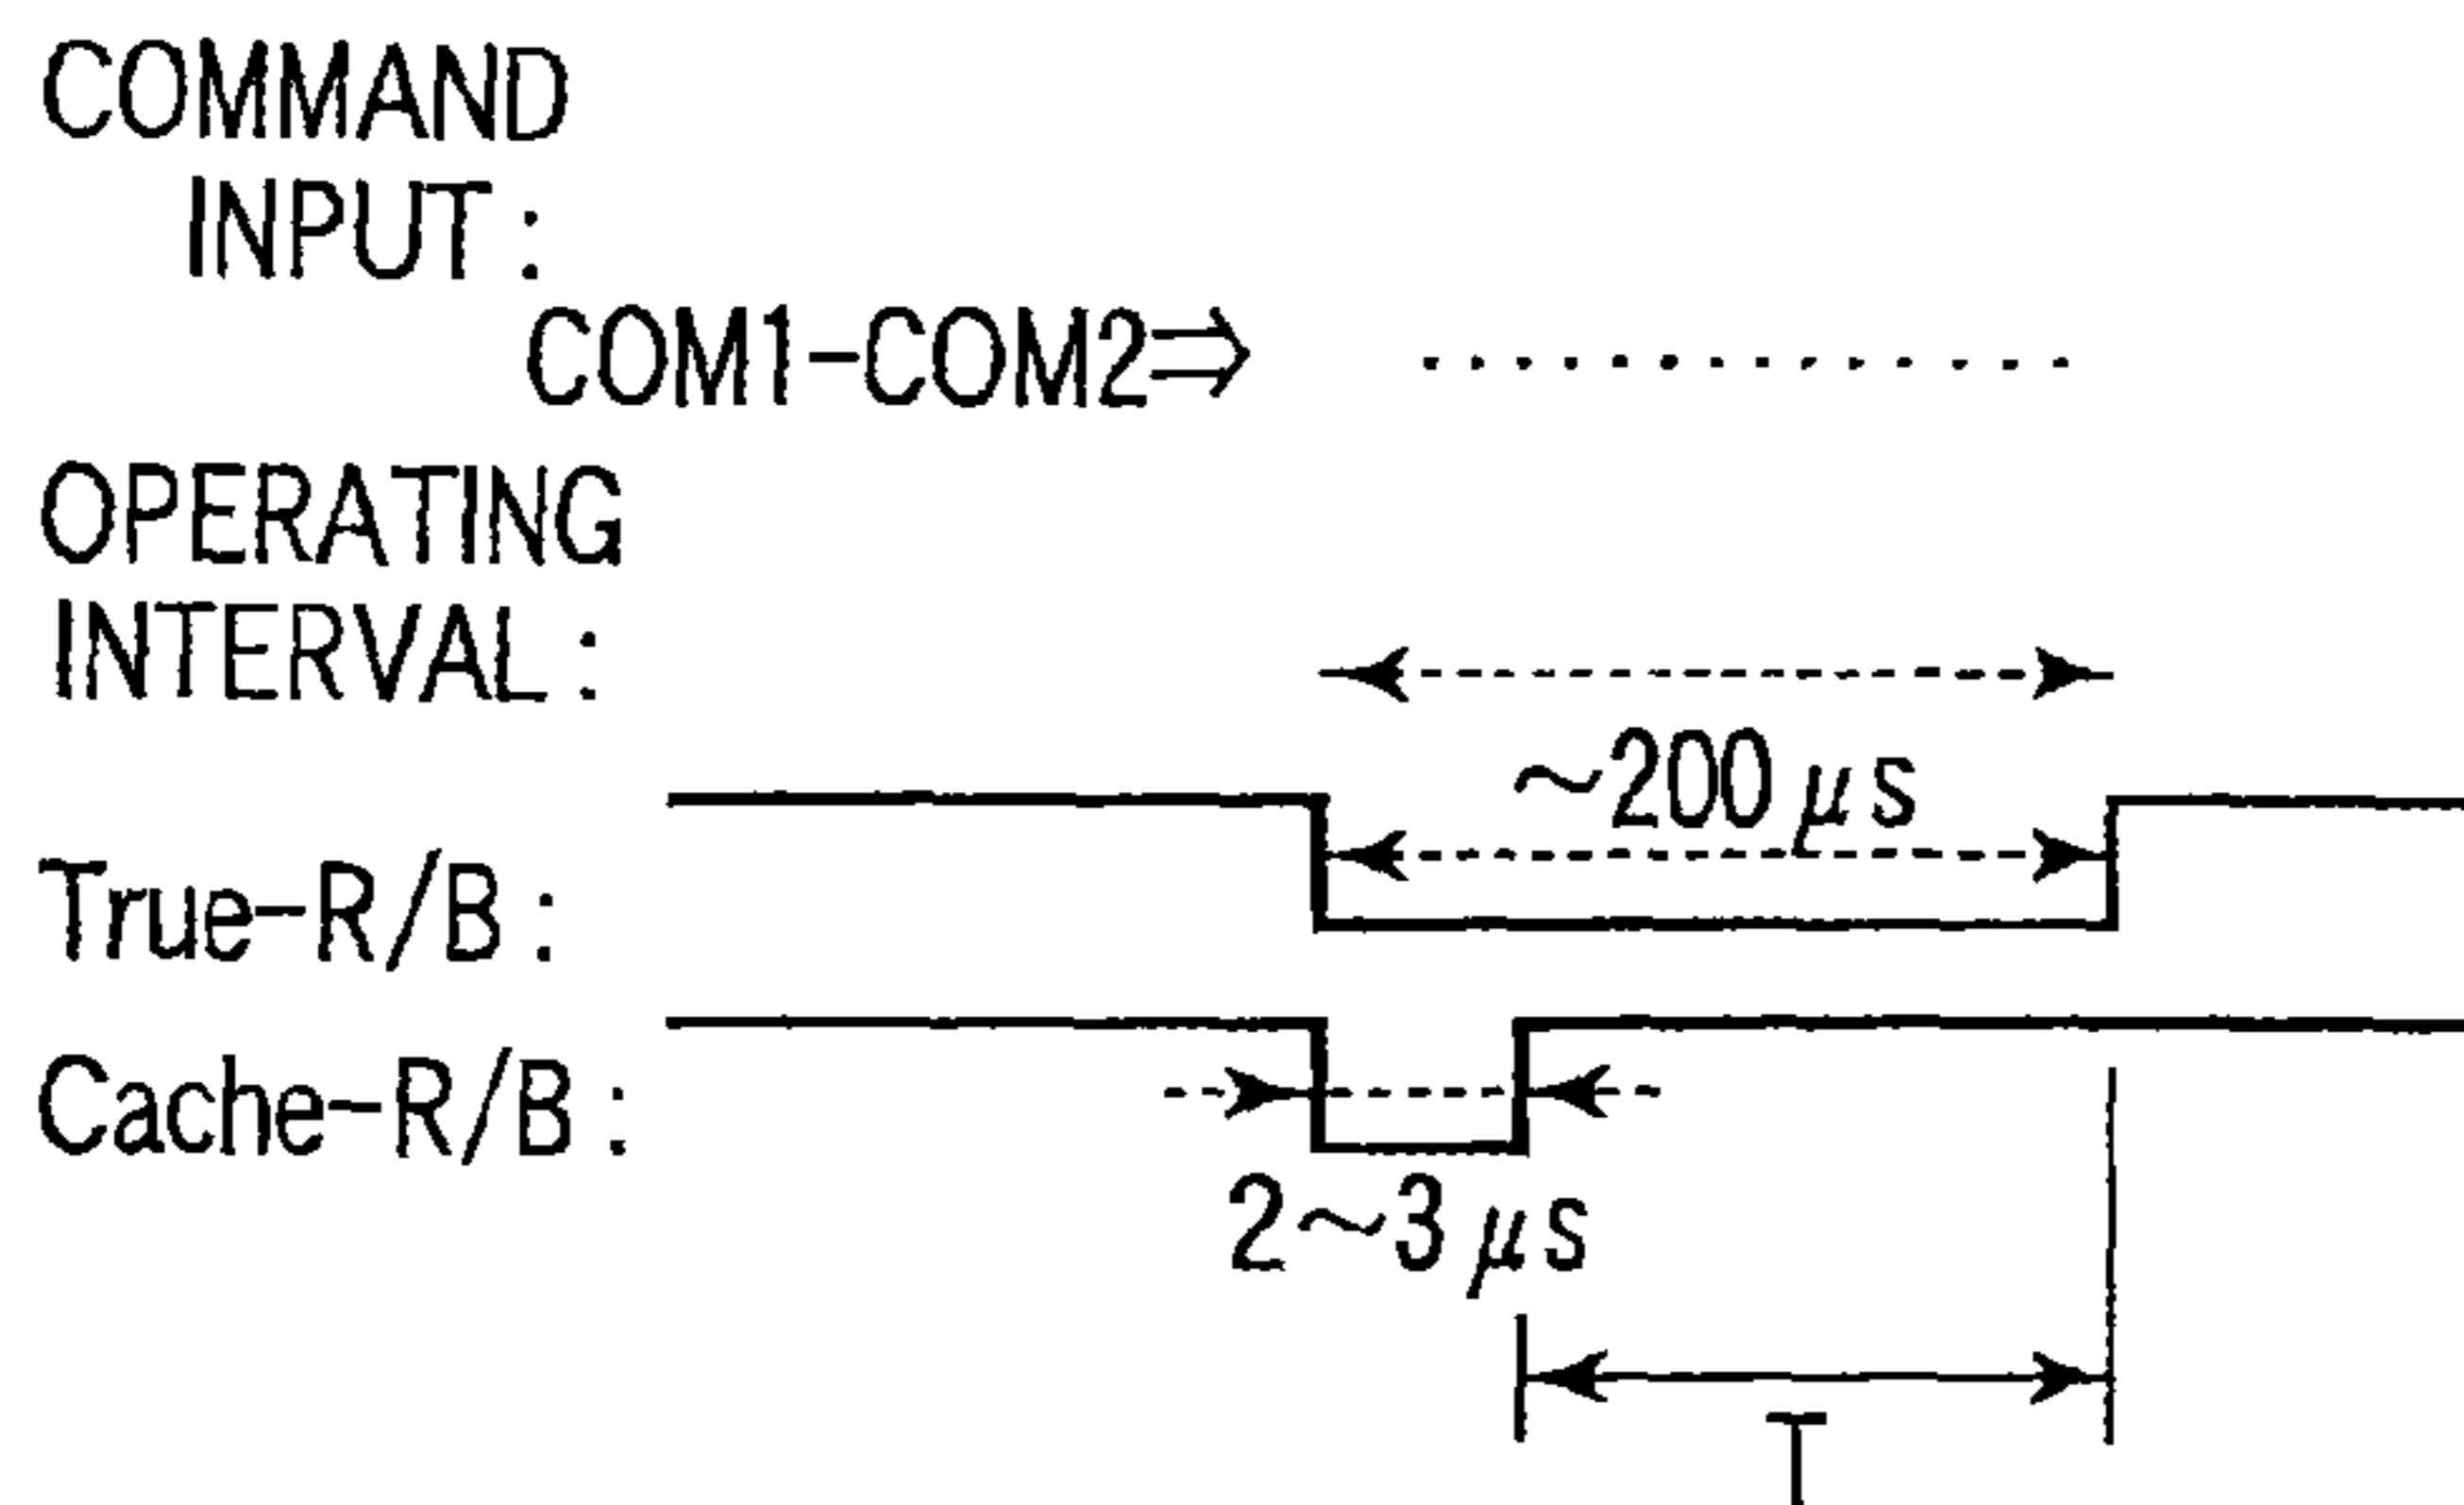 COMMAND
INPUT:
COM1-COM2⇒ ..............
OPERATING
INTERVAL:
~200μs
True-R/B:
Cache-R/B:
2~3μs
T